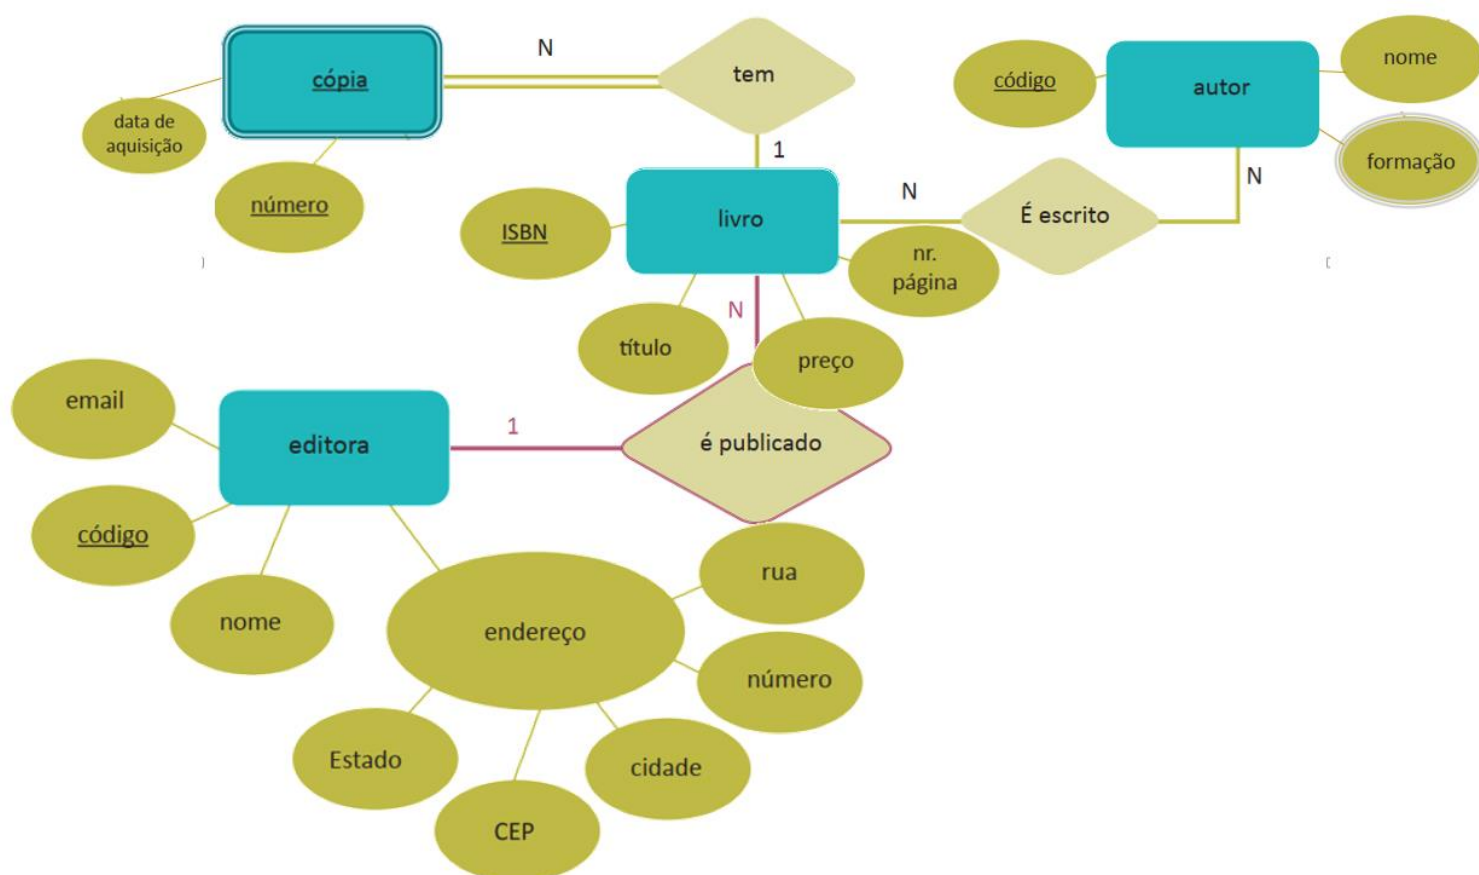 N
cópia
tem
data de
aquisição
número
1
código
autor
nome
formação
N
É escrito
N
ISBN
livro
nr.
página
N
título
preço
email
editora
1
é publicado
código
nome
endereço
rua
número
Estado
cidade
CEP